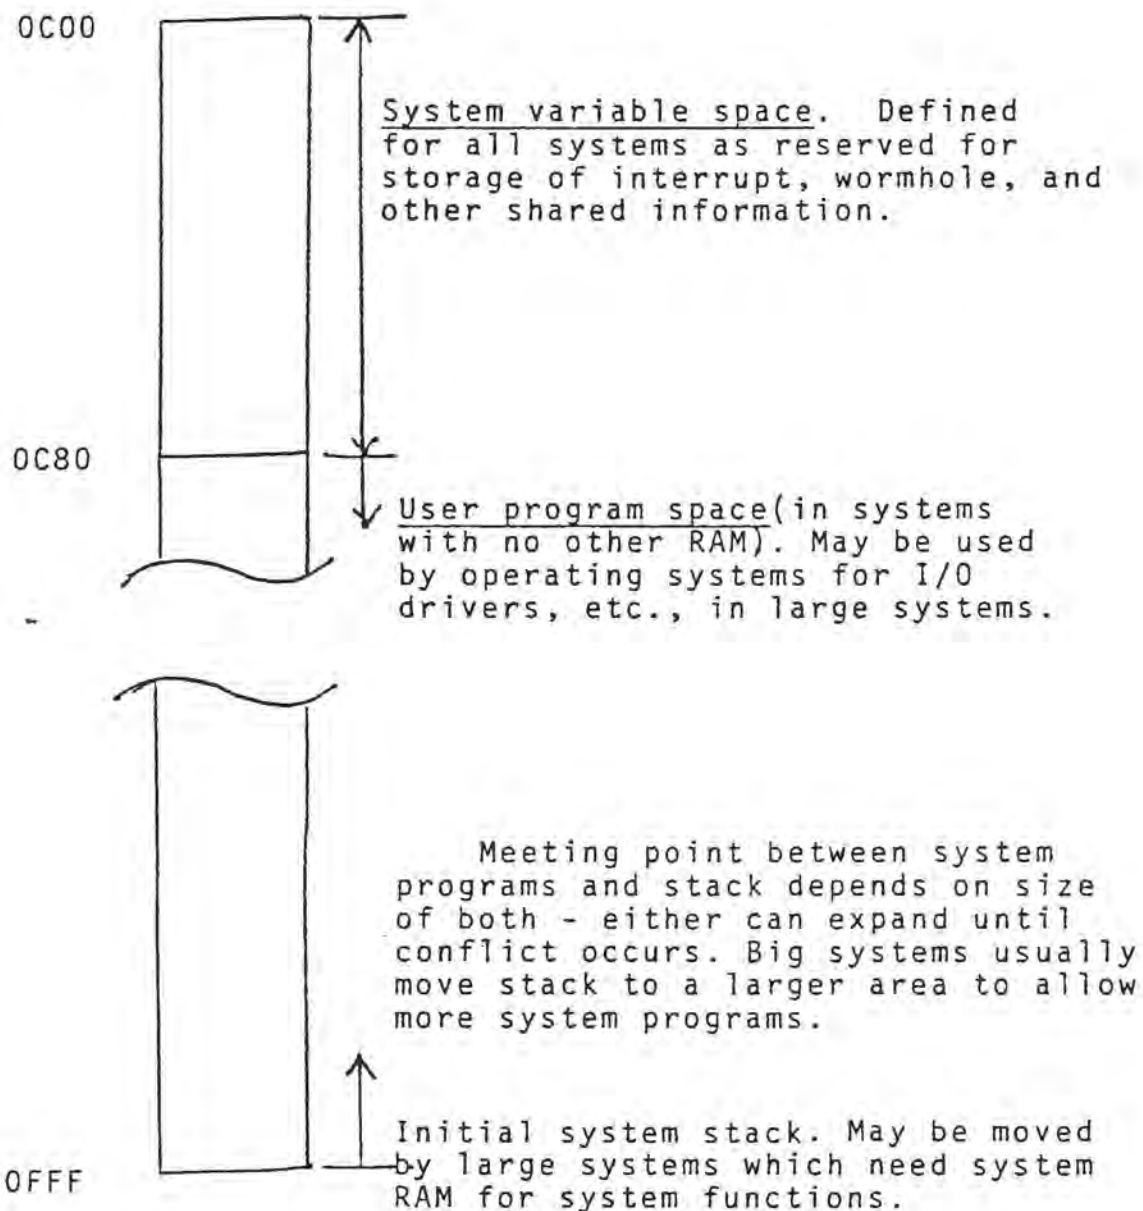 0C00
System variable space. Defined
for all systems as reserved for
storage of interrupt, wormhole, and
other shared information.
0C80
User program space(in systems
with no other RAM). May be used
by operating systems for I/O
drivers, etc., in large systems.
Meeting point between system
programs and stack depends on size
of both - either can expand until
conflict occurs. Big systems usually
move stack to a larger area to allow
more system programs.
Initial system stack. May be moved
by large systems which need system
RAM for system functions.
0FFF